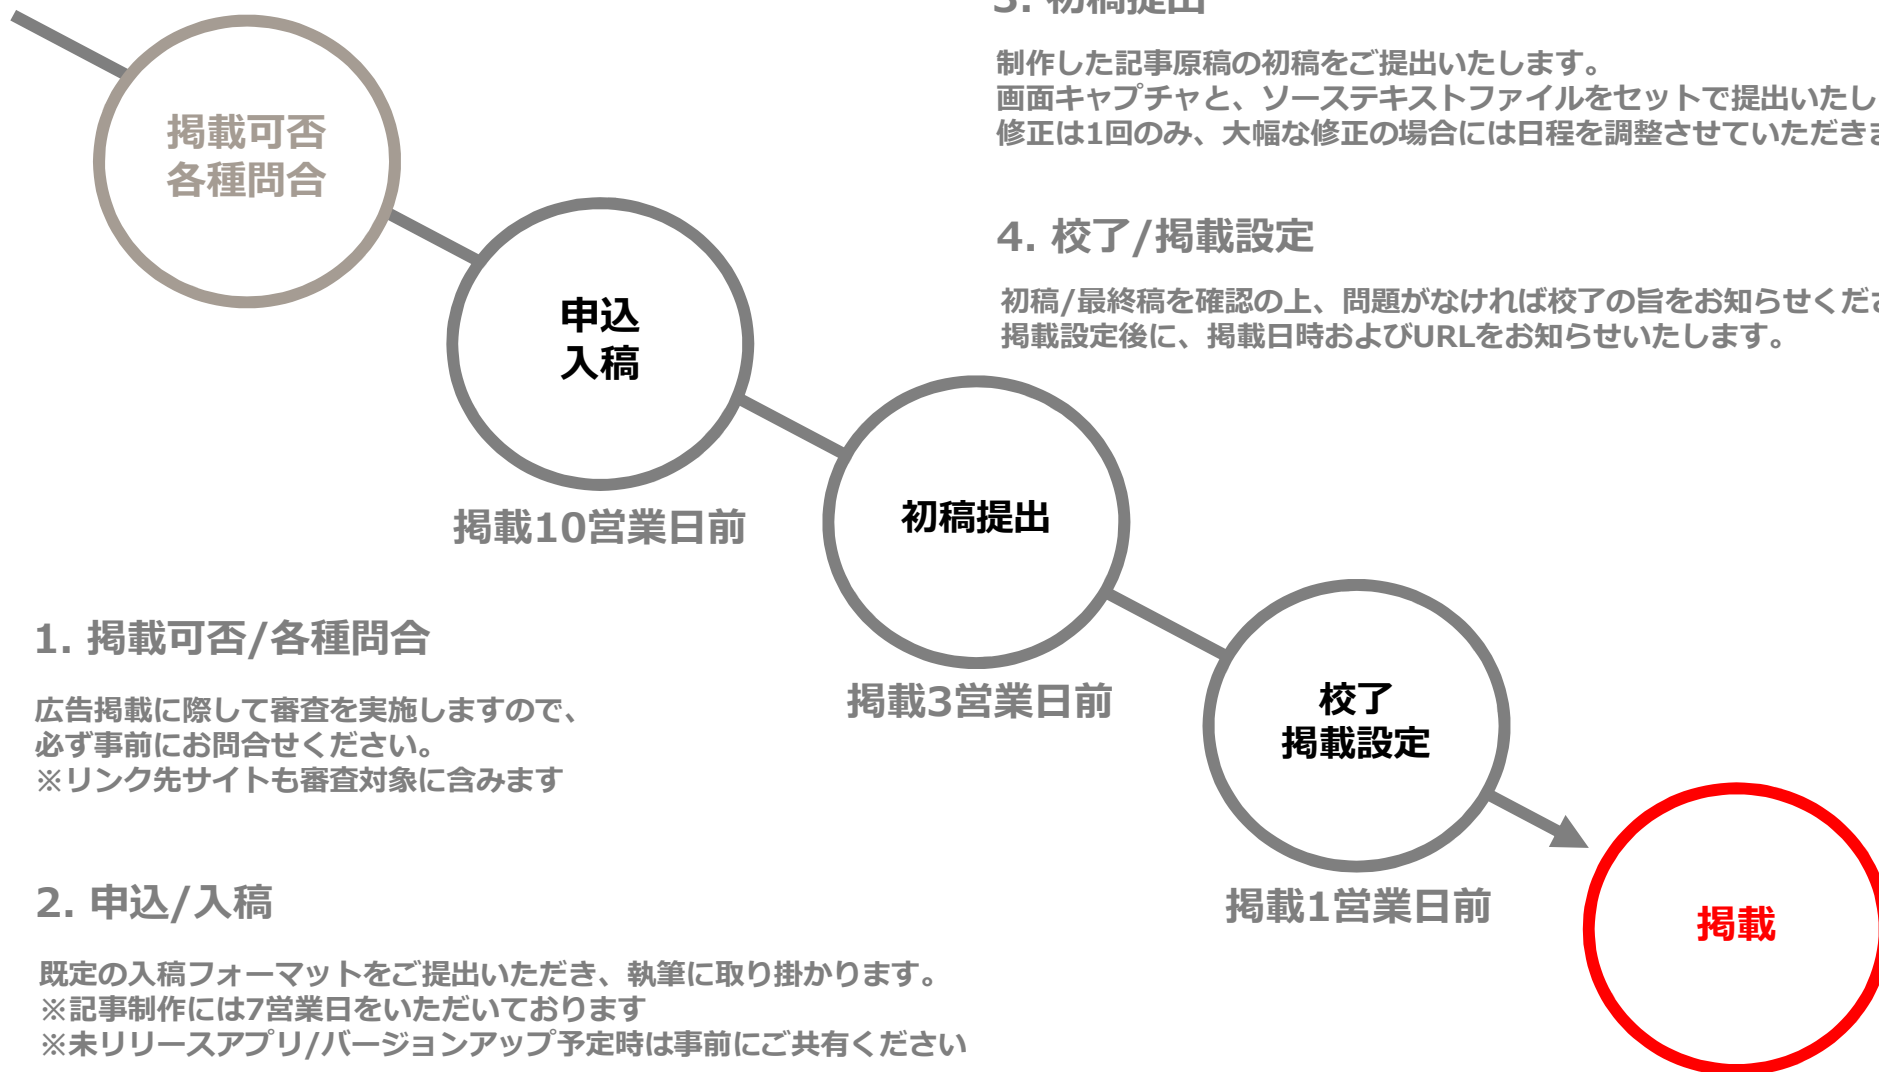 掲載可否
各種問合
申込
入稿
掲載10営業日前
初稿提出
掲載3営業日前
校了
掲載設定
掲載1営業日前
掲載
1. 掲載可否/各種問合
広告掲載に際して審査を実施しますので、
必ず事前にお問合せください。
※リンク先サイトも審査対象に含みます
2. 申込/入稿
既定の入稿フォーマットをご提出いただき、執筆に取り掛かります。
※記事制作には7営業日をいただいております
※未リリースアプリ/バージョンアップ予定時は事前にご共有ください
3. 初稿提出
制作した記事原稿の初稿をご提出いたします。
画面キャプチャと、ソーステキストファイルをセットで提出いたし
修正は1回のみ、大幅な修正の場合には日程を調整させていただき
4. 校了/掲載設定
初稿/最終稿を確認の上、問題がなければ校了の旨をお知らせくだ
掲載設定後に、掲載日時およびURLをお知らせいたします。